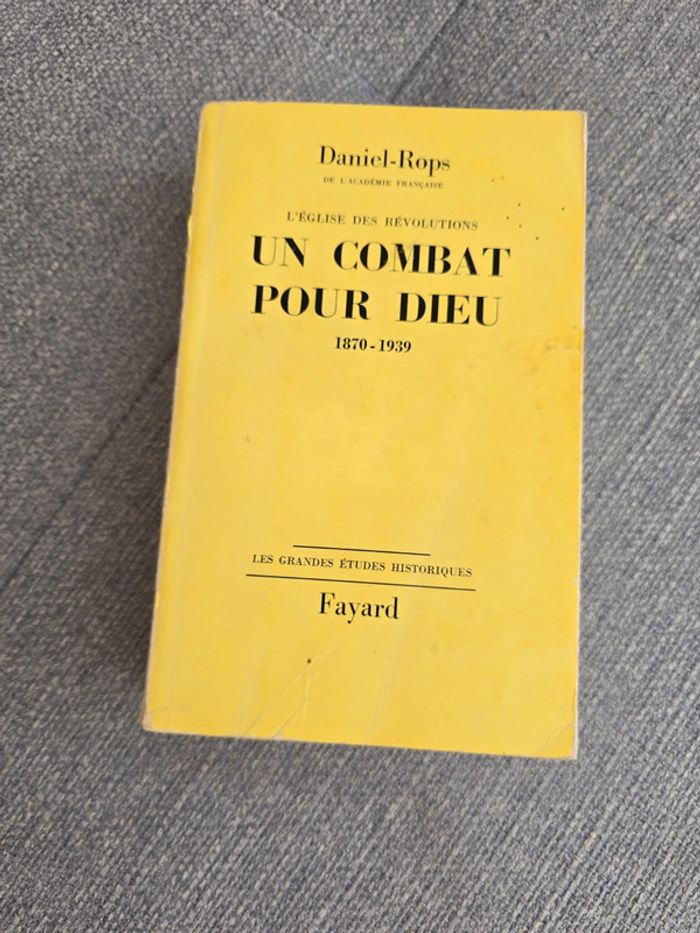 Daniel-Rops
DE L'ACADÉMIE FRANÇAISE
L'ÉGLISE DES RÉVOLUTIONS
UN COMBAT
POUR DIEU
1870-1939
LES GRANDES ÉTUDES HISTORIQUES
Fayard